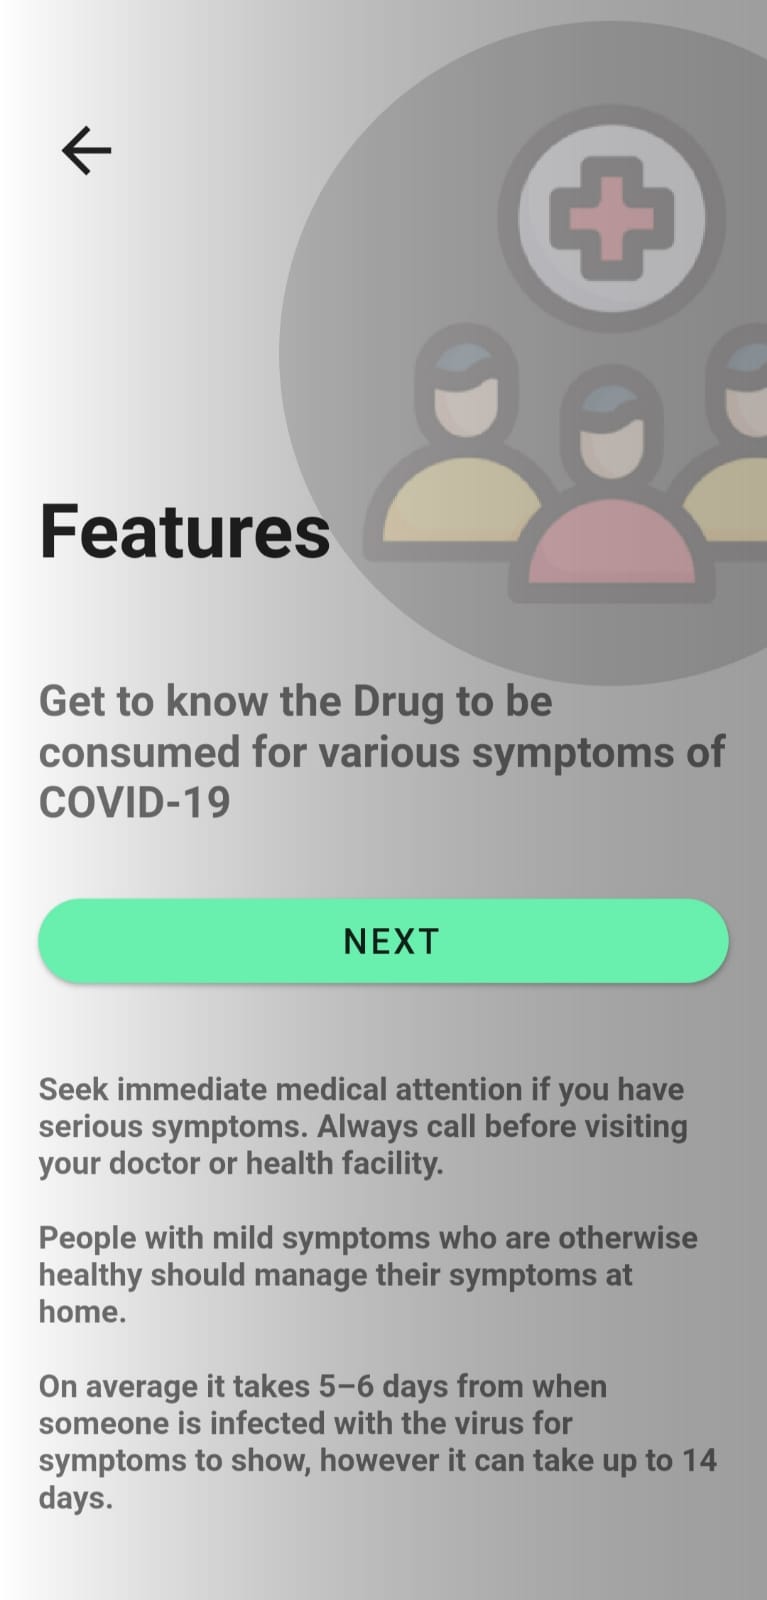 Features
Get to know the Drug to be
consumed for various symptoms of
COVID-19
NEXT
Seek immediate medical attention if you have
serious symptoms. Always call before visiting
your doctor or health facility.
People with mild symptoms who are otherwise
healthy should manage their symptoms at
home.
On average it takes 5–6 days from when
someone is infected with the virus for
symptoms to show, however it can take up to 14
days.